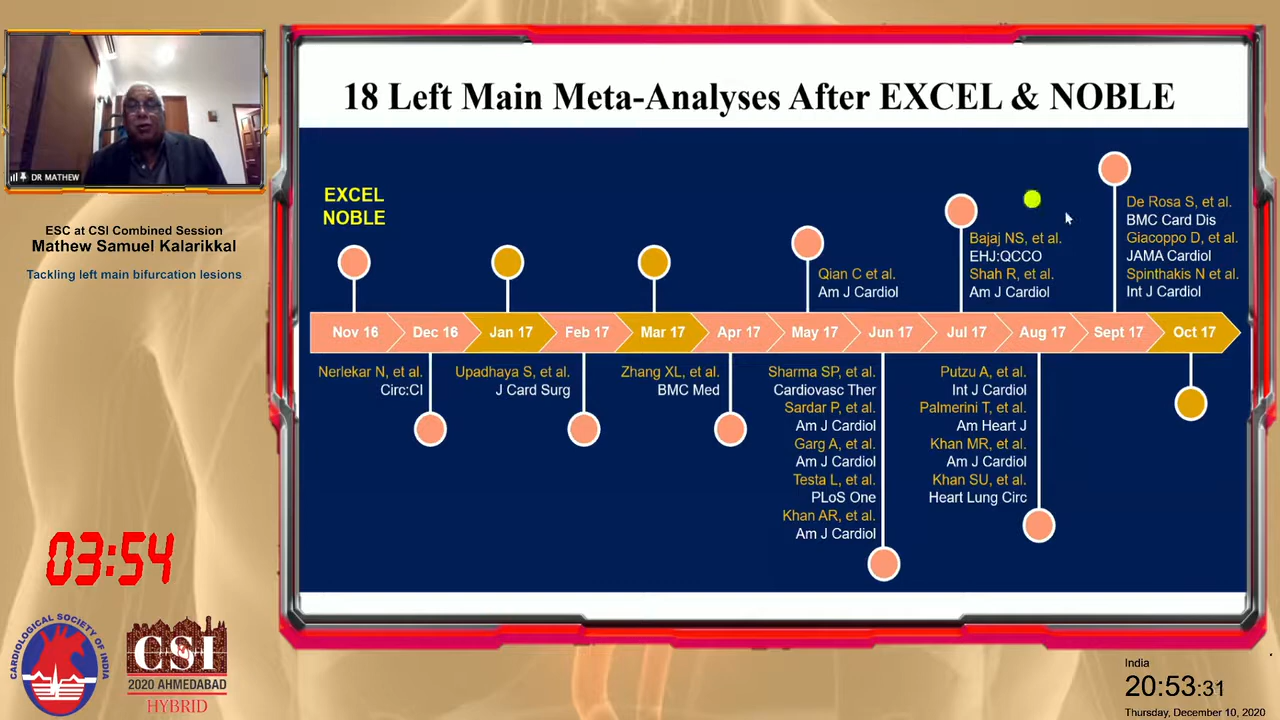 DR MATHEW
ESC at CSI Combined Session
Mathew Samuel Kalarikkal
Tackling left main bifurcation lesions
03:54
CARDIOLOGICAL SOCIETY OF INDIA
CSI
2020 AHMEDABAD
HYBRID
18 Left Main Meta-Analyses After EXCEL & NOBLE
EXCEL
NOBLE
Qian C et al.
Am J Cardiol
Bajaj NS, et al.
EHJ:QCCO
Shah R, et al.
Am J Cardiol
De Rosa S, et al.
BMC Card Dis
Giacoppo D, et al.
JAMA Cardiol
Spinthakis N et al.
Int J Cardiol
Nov 16 Dec 16 Jan 17 Feb 17 Mar 17 Apr 17 May 17 Jun 17 Jul 17 Aug 17 Sept 17 Oct 17
Nerlekar N, et al.
Circ:CI
Upadhaya S, et al.
J Card Surg
Zhang XL, et al.
BMC Med
Sharma SP, et al.
Cardiovasc Ther
Sardar P, et al.
Am J Cardiol
Garg A, et al.
Am J Cardiol
Testa L, et al.
PLoS One
Khan AR, et al.
Am J Cardiol
Putzu A, et al.
Int J Cardiol
Palmerini T, et al.
Am Heart J
Khan MR, et al.
Am J Cardiol
Khan SU, et al.
Heart Lung Circ
India
20:53:31
Thursday, December 10, 2020